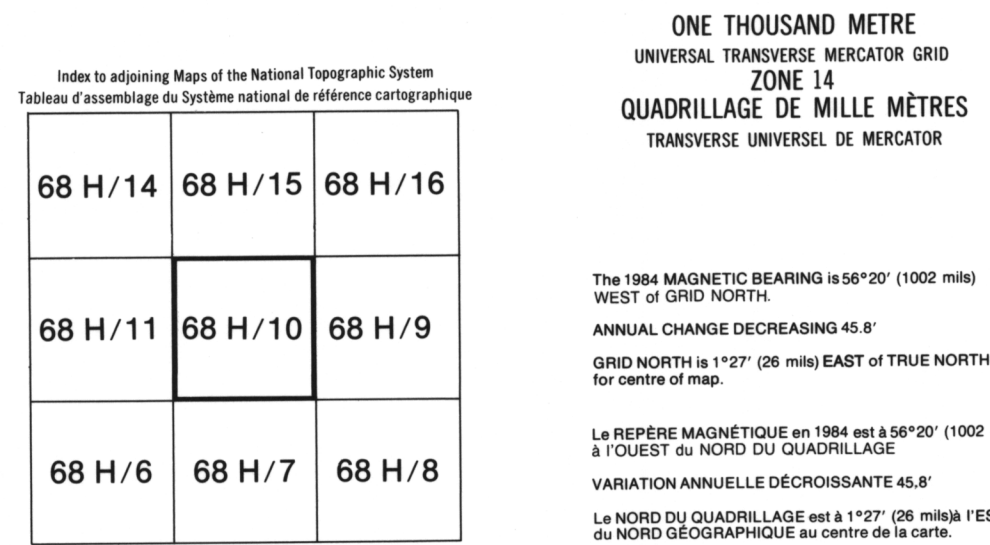 Index to adjoining Maps of the National Topographic System
Tableau d'assemblage du Système national de référence cartographique
68 H/14 68 H/15 68 H/16
68 H/11 68 H/10 68 H/9
68 H/6 68 H/7 68 H/8
ONE THOUSAND METRE
UNIVERSAL TRANSVERSE MERCATOR GRID
ZONE 14
QUADRILLAGE DE MILLE MÈTRES
TRANSVERSE UNIVERSEL DE MERCATOR
The 1984 MAGNETIC BEARING is 56°20′ (1002 mils)
WEST of GRID NORTH.
ANNUAL CHANGE DECREASING 45.8′
GRID NORTH is 1°27′ (26 mils) EAST of TRUE NORTH
for centre of map.
Le REPÈRE MAGNÉTIQUE en 1984 est à 56°20′ (1002
à l'OUEST du NORD DU QUADRILLAGE
VARIATION ANNUELLE DÉCROISSANTE 45,8′
Le NORD DU QUADRILLAGE est à 1°27′ (26 mils)à l'ES
du NORD GÉOGRAPHIQUE au centre de la carte.